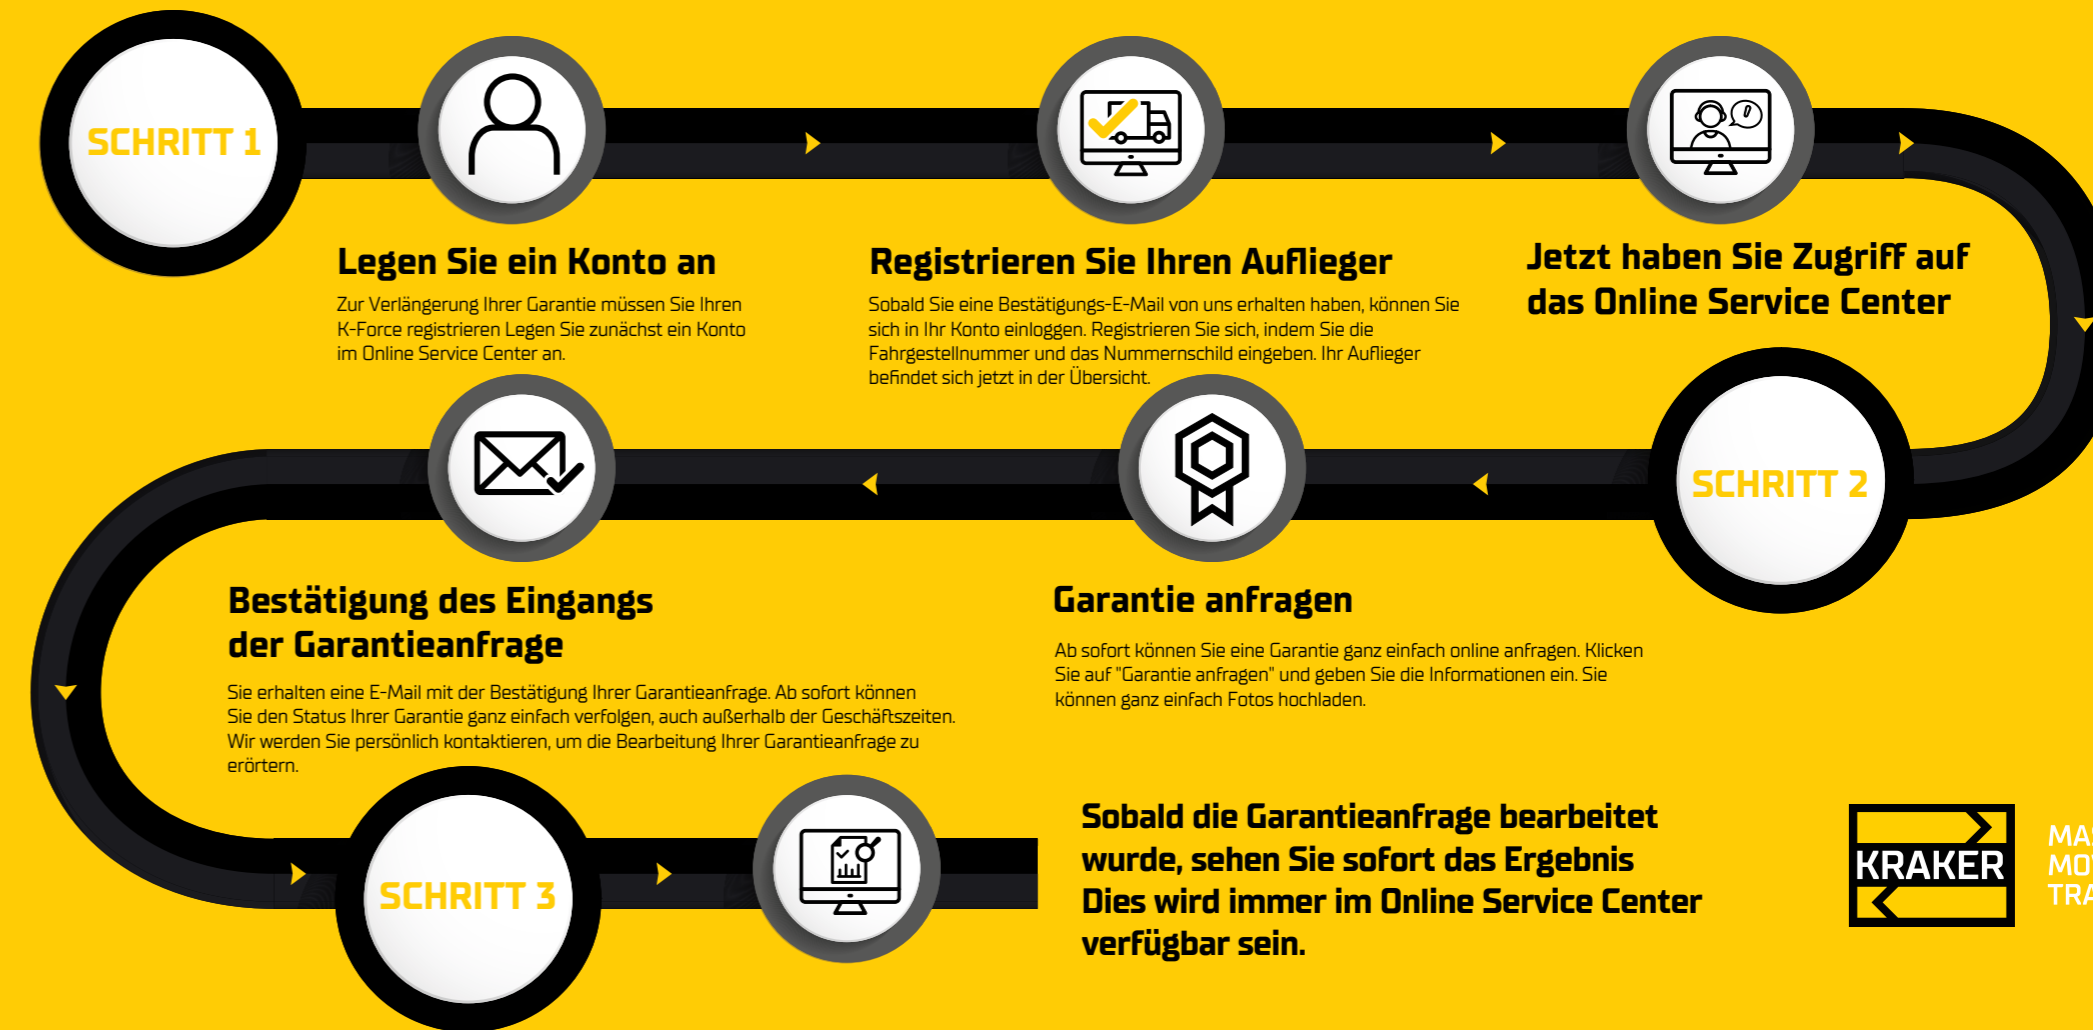 SCHRITT 1
Legen Sie ein Konto an
Zur Verlängerung Ihrer Garantie müssen Sie Ihren
K-Force registrieren Legen Sie zunächst ein Konto
im Online Service Center an.
Registrieren Sie Ihren Auflieger
Sobald Sie eine Bestätigungs-E-Mail von uns erhalten haben, können Sie
sich in Ihr Konto einloggen. Registrieren Sie sich, indem Sie die
Fahrgestellnummer und das Nummernschild eingeben. Ihr Auflieger
befindet sich jetzt in der Übersicht.
Jetzt haben Sie Zugriff auf
das Online Service Center
SCHRITT 2
Garantie anfragen
Ab sofort können Sie eine Garantie ganz einfach online anfragen. Klicken
Sie auf "Garantie anfragen" und geben Sie die Informationen ein. Sie
können ganz einfach Fotos hochladen.
Bestätigung des Eingangs
der Garantieanfrage
Sie erhalten eine E-Mail mit der Bestätigung Ihrer Garantieanfrage. Ab sofort können
Sie den Status Ihrer Garantie ganz einfach verfolgen, auch außerhalb der Geschäftszeiten.
Wir werden Sie persönlich kontaktieren, um die Bearbeitung Ihrer Garantieanfrage zu
erörtern.
SCHRITT 3
Sobald die Garantieanfrage bearbeitet
wurde, sehen Sie sofort das Ergebnis
Dies wird immer im Online Service Center
verfügbar sein.
KRAKER